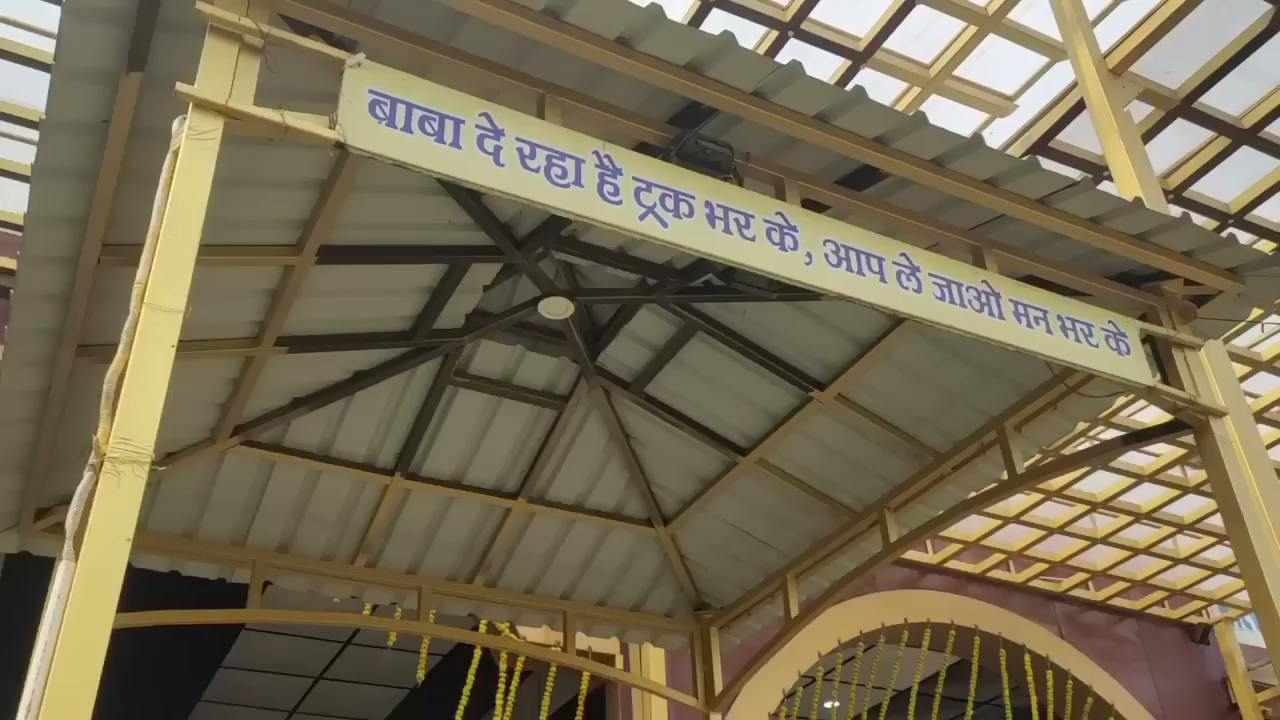 बाबा दे रहा है ट्रक भर के, आप ले जाओ मन भर के